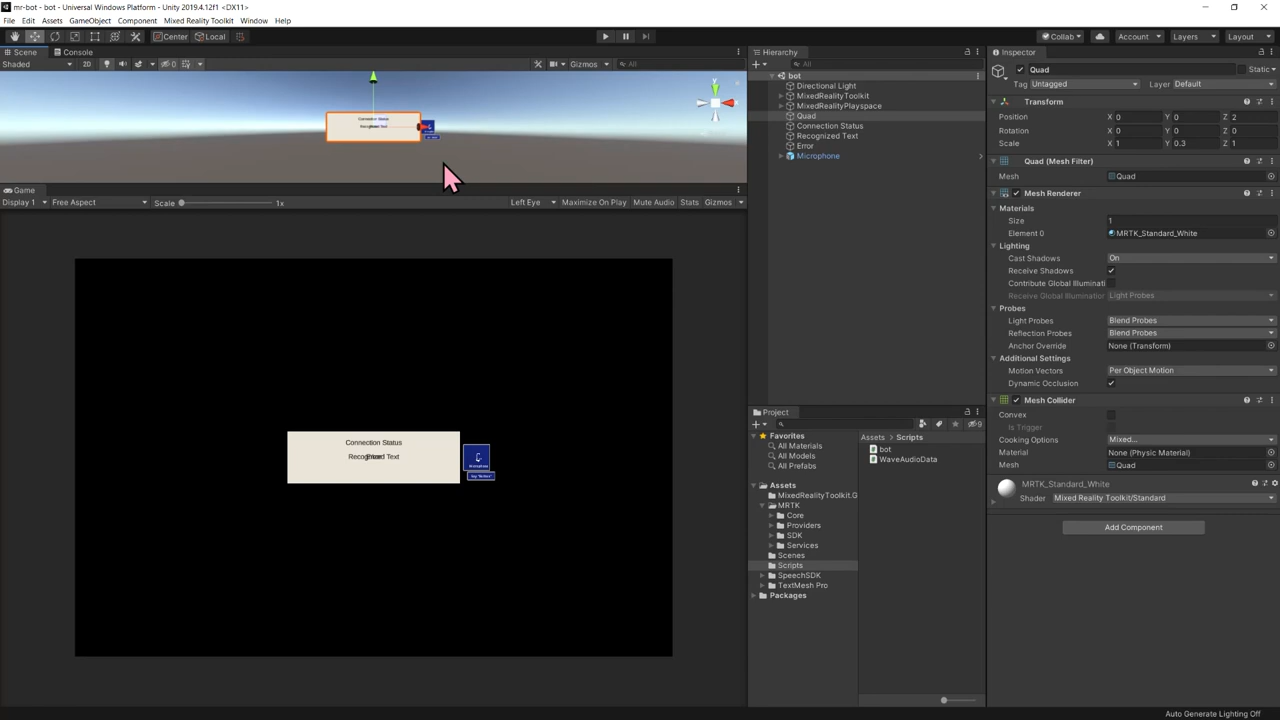 mr-bot - bot - Universal Windows Platform - Unity 2019.4.12f1 <DX11>
File Edit Assets GameObject Component Mixed Reality Toolkit Window Help
Center Local Collab Account Layers Layout
Scene Console
Shaded 2D 0 Gizmos All
Connection Status
Y
Game
Display 1 Free Aspect Scale 1x Left Eye Maximize On Play Mute Audio Stats Gizmos
Connection Status
Recognized Text
Microphone
Hierarchy
All
bot
Directional Light
MixedRealityToolkit
MixedRealityPlayspace
Quad
Connection Status
Recognized Text
Error
Microphone
Project
9
Favorites
All Materials
All Models
All Prefabs
Assets
MixedRealityToolkit.G
MRTK
Core
Providers
SDK
Services
Scenes
Scripts
SpeechSDK
TextMesh Pro
Packages
Assets Scripts
bot
WaveAudioData
Inspector
Quad Static
Tag Untagged Layer Default
Transform
Position X 0 Y 0 Z 2
Rotation X 0 Y 0 Z 0
Scale X 1 Y 0.3 Z 1
Quad (Mesh Filter)
Mesh Quad
Mesh Renderer
Materials
Size 1
Element 0 MRTK_Standard_White
Lighting
Cast Shadows On
Receive Shadows
Contribute Global Illuminati
Receive Global Illumination Light Probes
Probes
Light Probes Blend Probes
Reflection Probes Blend Probes
Anchor Override None (Transform)
Additional Settings
Motion Vectors Per Object Motion
Dynamic Occlusion
Mesh Collider
Convex
Is Trigger
Cooking Options Mixed...
Material None (Physic Material)
Mesh Quad
MRTK_Standard_White
Shader Mixed Reality Toolkit/Standard
Add Component
Auto Generate Lighting Off